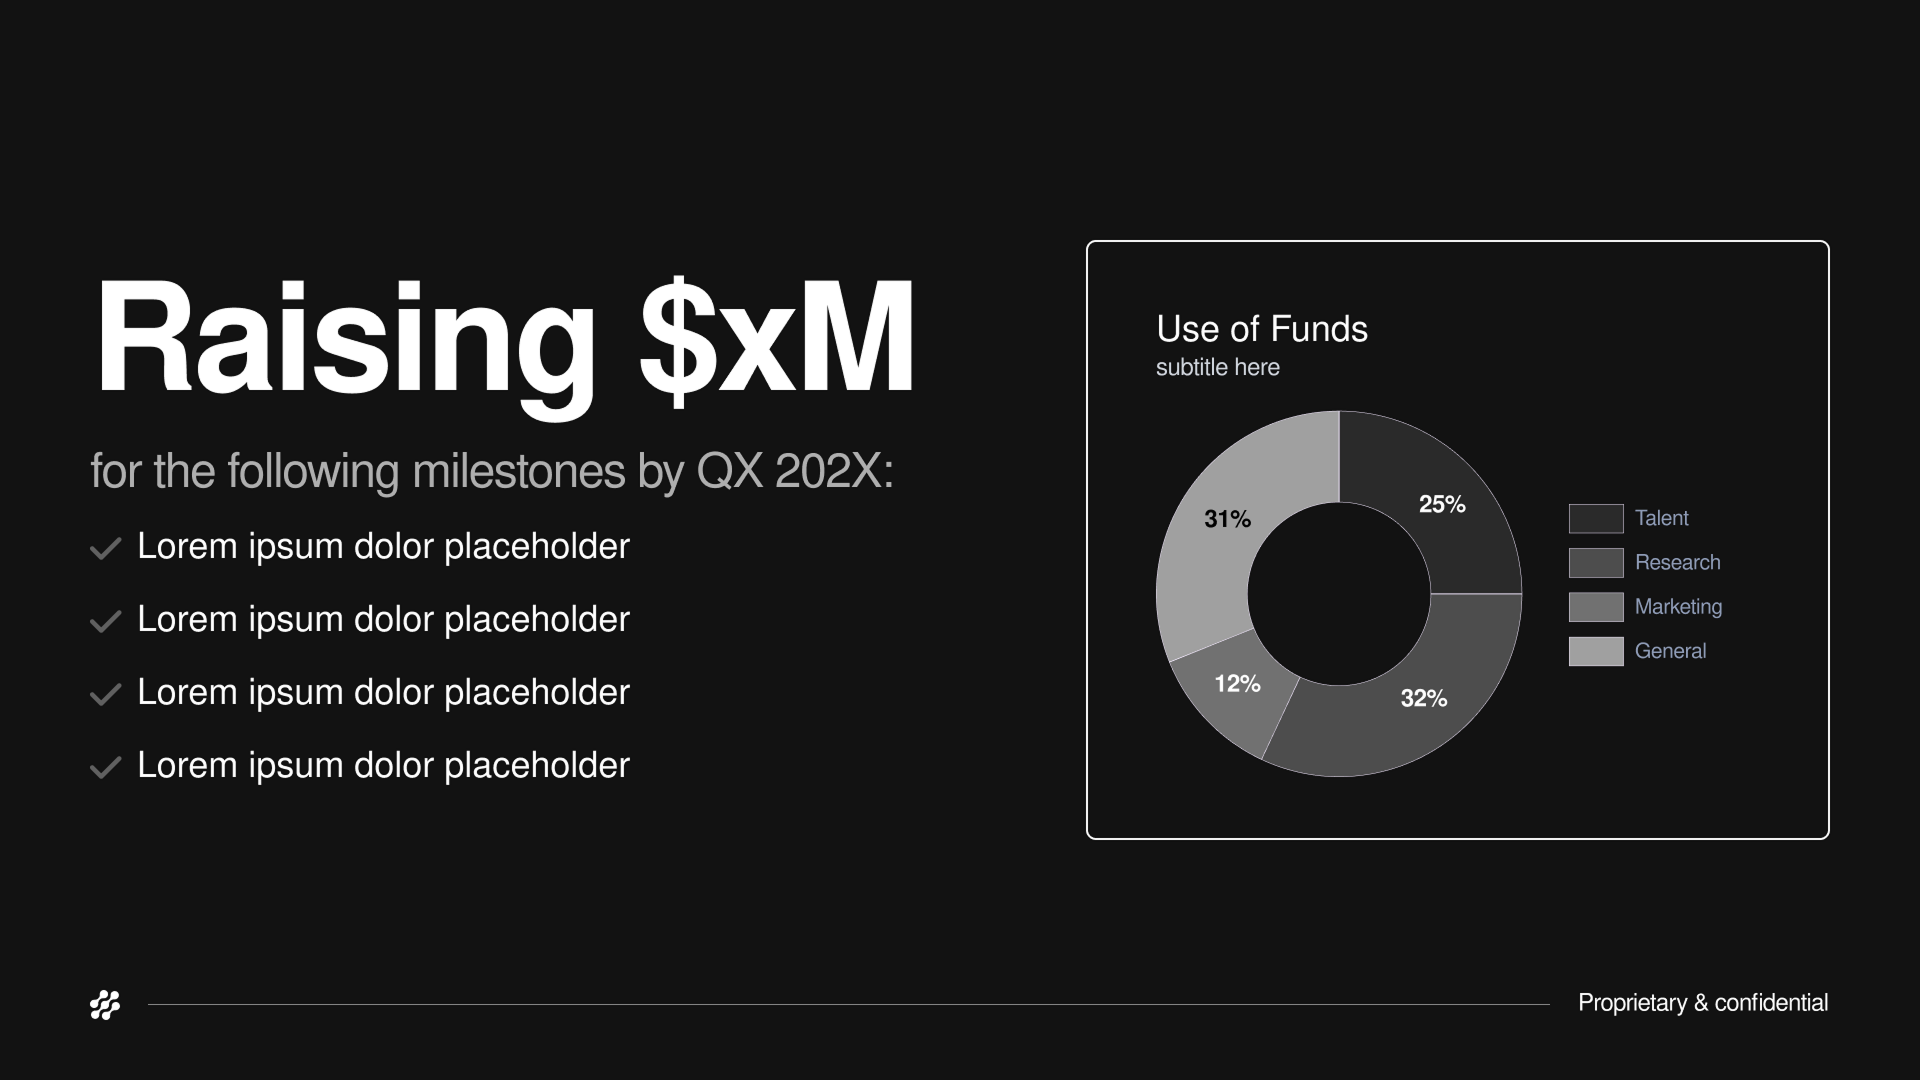 Raising $xM
for the following milestones by QX 202X:
Lorem ipsum dolor placeholder
Lorem ipsum dolor placeholder
Lorem ipsum dolor placeholder
Lorem ipsum dolor placeholder
Use of Funds
subtitle here
31%
25%
12%
32%
Talent
Research
Marketing
General
Proprietary & confidential